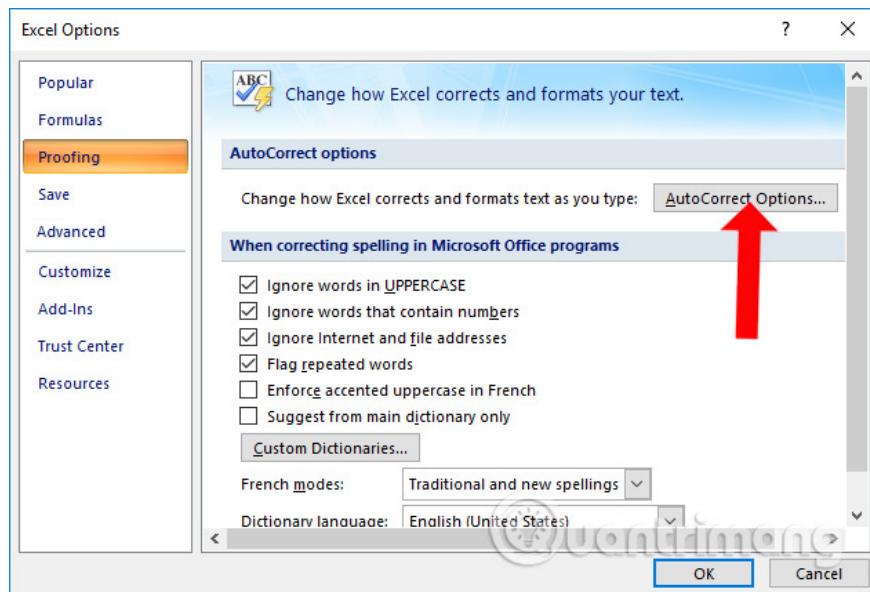 Excel Options
?
Popular
Formulas
Proofing
Save
Advanced
Customize
Add-Ins
Trust Center
Resources
ABC
Change how Excel corrects and formats your text.
AutoCorrect options
Change how Excel corrects and formats text as you type: AutoCorrect Options...
When correcting spelling in Microsoft Office programs
Ignore words in UPPERCASE
Ignore words that contain numbers
Ignore Internet and file addresses
Flag repeated words
Enforce accented uppercase in French
Suggest from main dictionary only
Custom Dictionaries...
French modes: Traditional and new spellings
Dictionary language: English (United States)
Quantrimang
OK Cancel